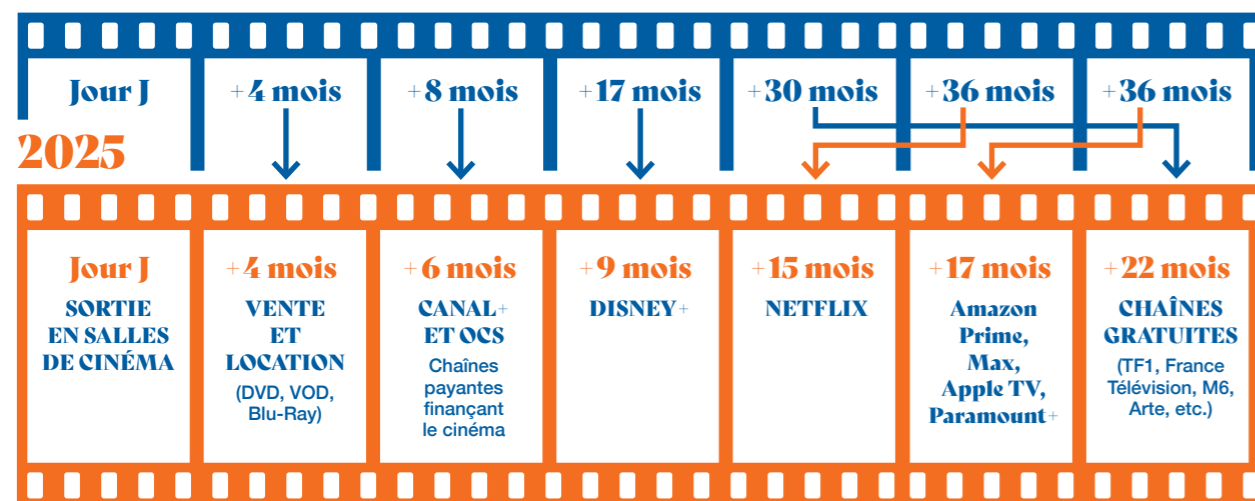 Jour J
+4 mois
+8 mois
+17 mois
+30 mois
+36 mois
+36 mois
2025
Jour J
SORTIE
EN SALLES
DE CINÉMA
+4 mois
VENTE
ET
LOCATION
(DVD, VOD,
Blu-Ray)
+6 mois
CANAL+
ET OCS
Chaînes
payantes
finançant
le cinéma
+9 mois
DISNEY+
+15 mois
NETFLIX
+17 mois
Amazon
Prime,
Max,
Apple TV,
Paramount+
+22 mois
CHAÎNES
GRATUITES
(TF1, France
Télévision, M6,
Arte, etc.)